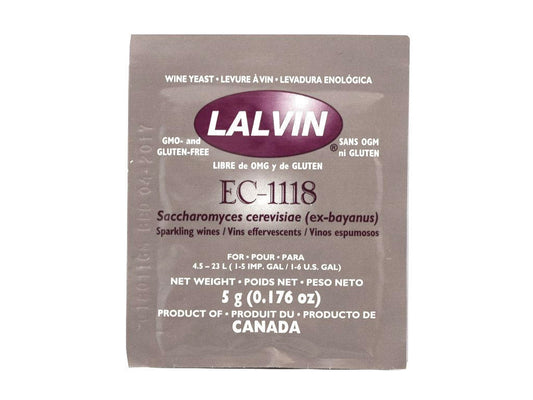 WINE YEAST • LEVURE À VIN • LEVADURA ENOLÓGICA
LALVIN®
GMO- and
GLUTEN-FREE
SANS OGM
ni GLUTEN
LIBRE de OMG y de GLUTEN
EC-1118
Saccharomyces cerevisiae (ex-bayanus)
Sparkling wines / Vins effervescents / Vinos espumosos
FOR • POUR • PARA
4.5 – 23 L ( 1-5 IMP. GAL / 1-6 U.S. GAL)
NET WEIGHT • POIDS NET • PESO NETO
5 g (0.176 oz)
PRODUCT OF • PRODUIT DU • PRODUCTO DE
CANADA
04-2017